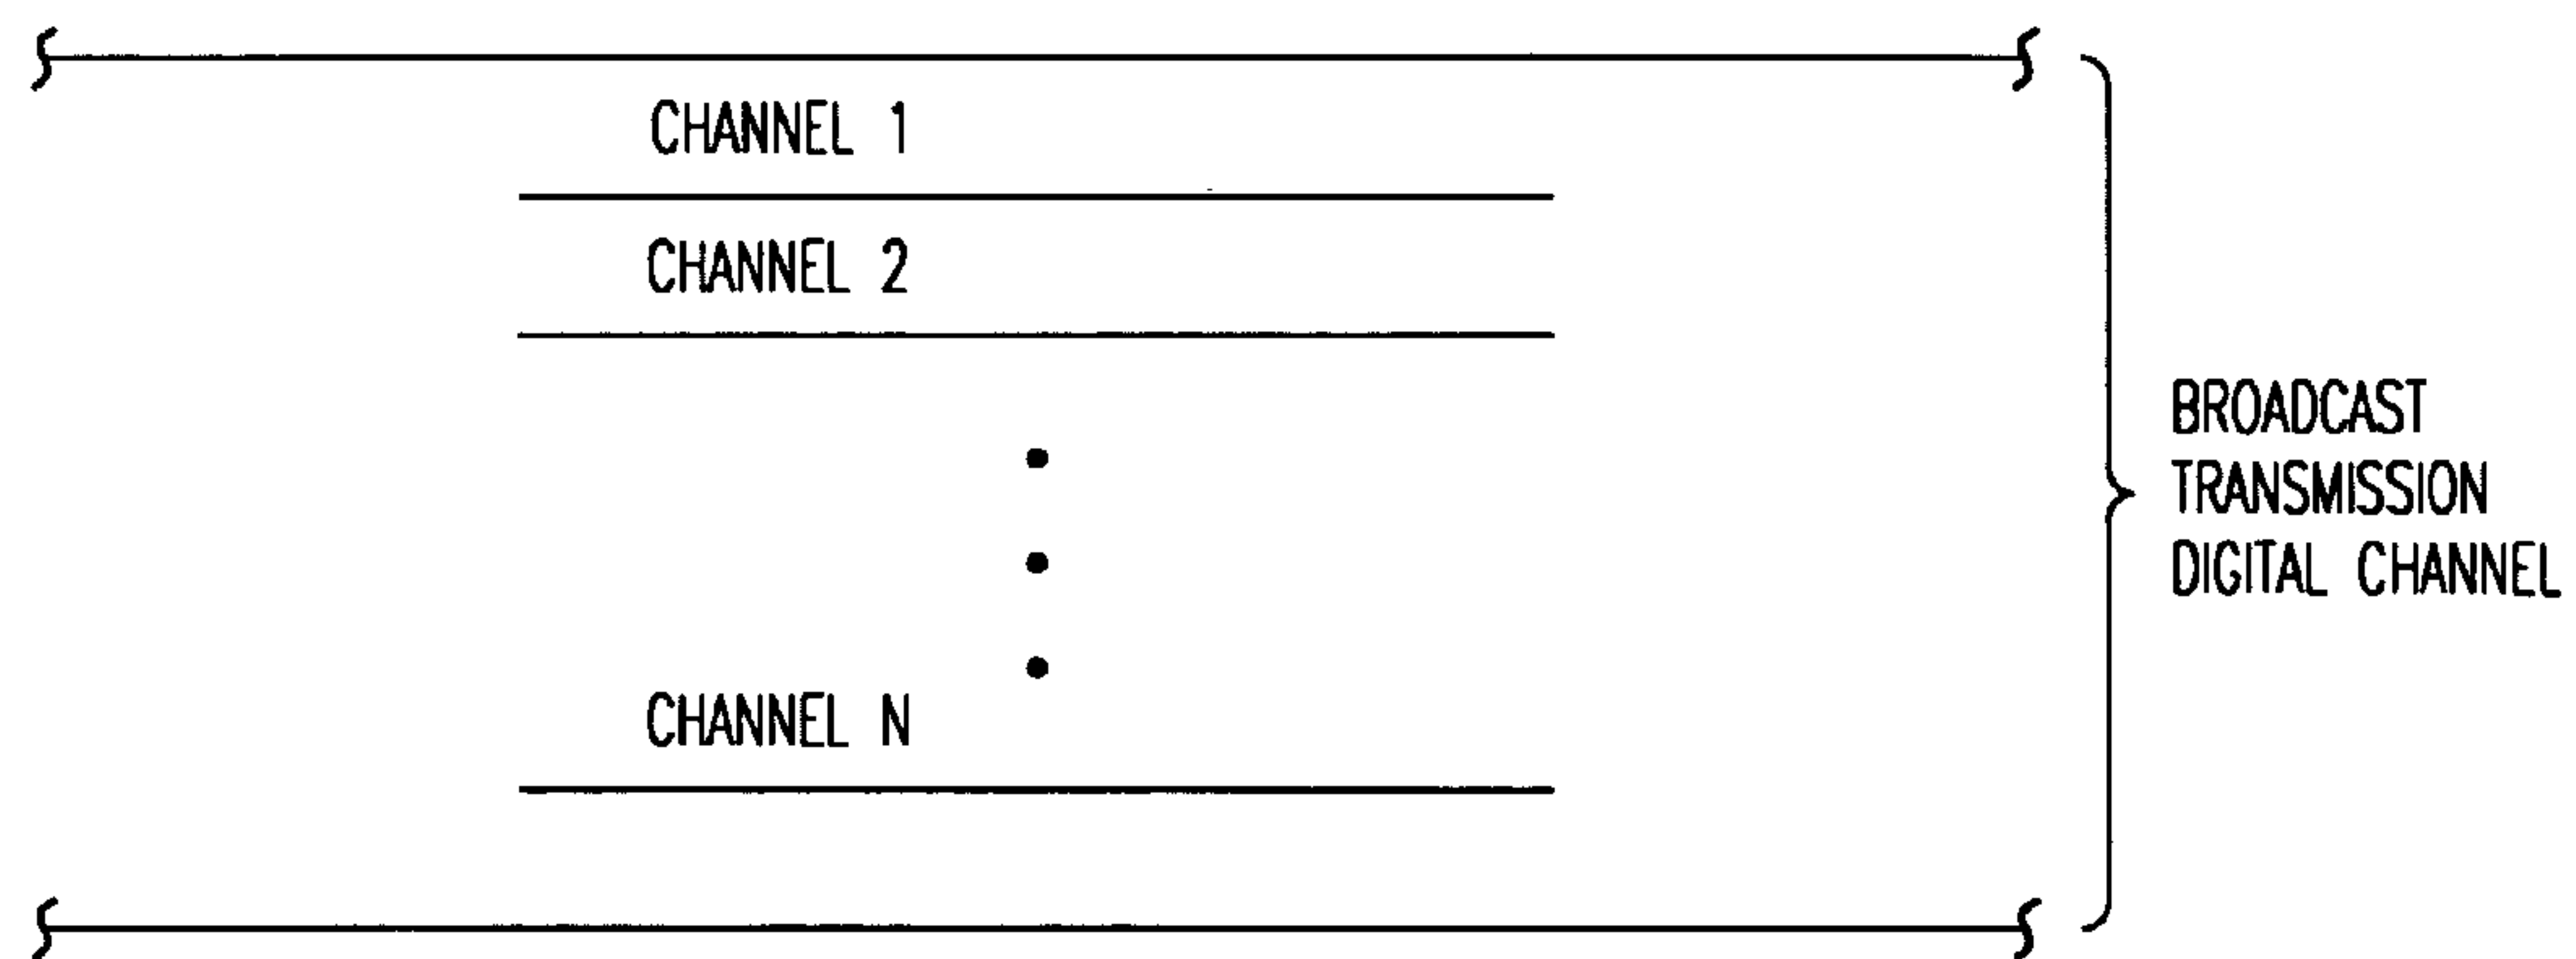 CHANNEL 1
CHANNEL 2
CHANNEL N
BROADCAST
TRANSMISSION
DIGITAL CHANNEL